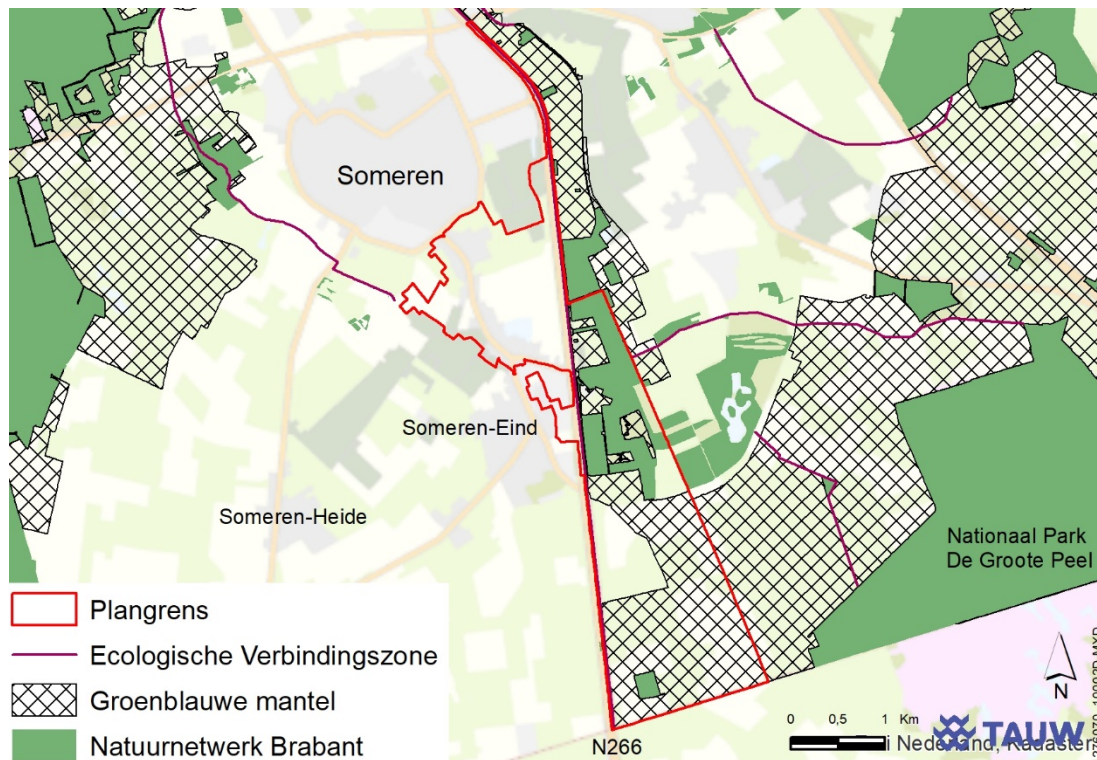 Someren
Someren-Eind
Someren-Heide
Nationaal Park
De Groote Peel
Plangrens
Ecologische Verbindingszone
Groenblauwe mantel
Natuurnetwerk Brabant
N266
N
0 0,5 1 Km
TAUW
Nederland, Kadaster